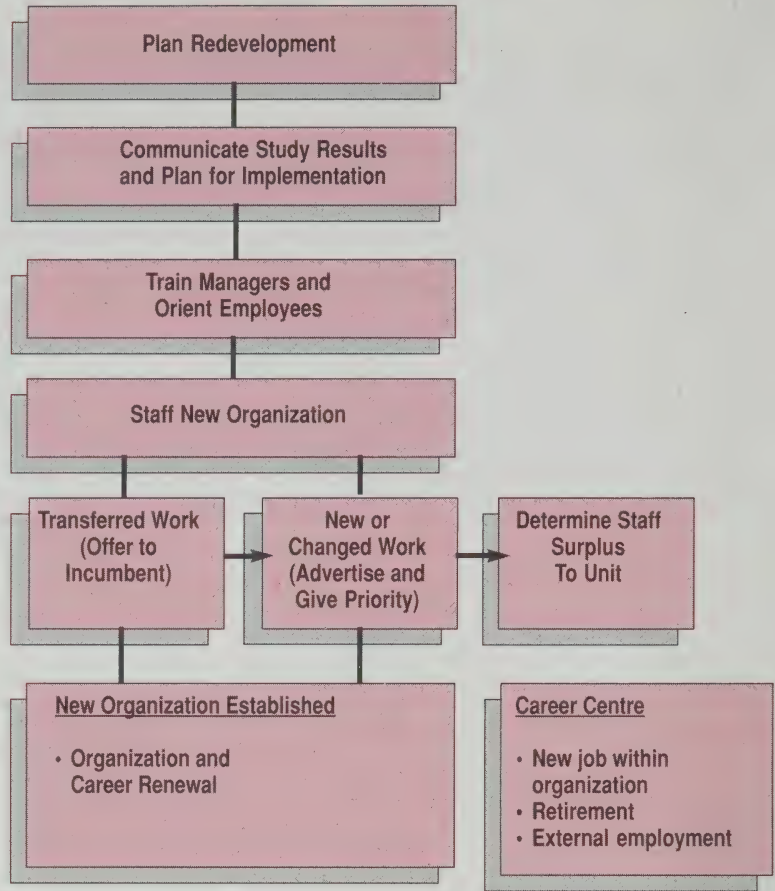 Plan Redevelopment
Communicate Study Results
and Plan for Implementation
Train Managers and
Orient Employees
Staff New Organization
Transferred Work
(Offer to
Incumbent)
New or
Changed Work
(Advertise and
Give Priority)
Determine Staff
Surplus
To Unit
New Organization Established
• Organization and
Career Renewal
Career Centre
• New job within
organization
• Retirement
• External employment